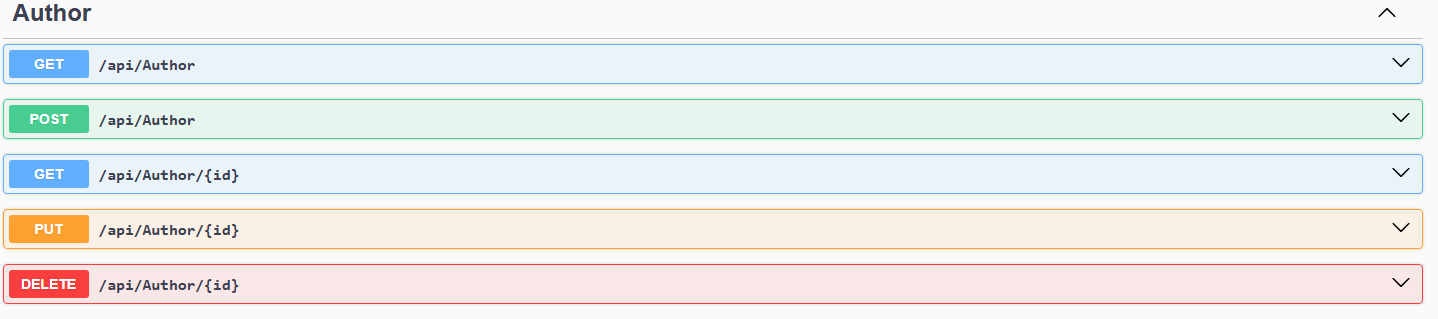 Author
GET /api/Author
POST /api/Author
GET /api/Author/{id}
PUT /api/Author/{id}
DELETE /api/Author/{id}